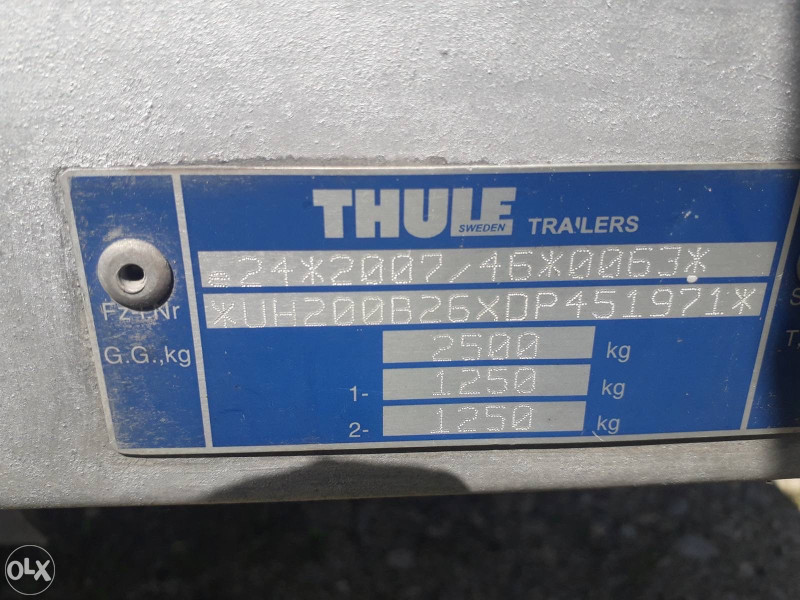 THULE
SWEDEN TRAILERS
e24*2007/46*0063*
Fz.I.Nr *UH200B26XDP451971*
G.G.,kg 2500 kg
1- 1250 kg
2- 1250 kg
OLX